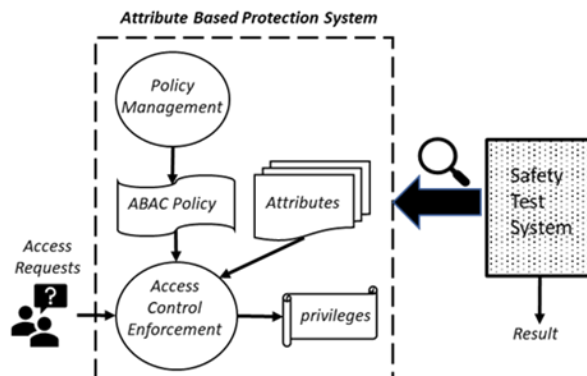 Attribute Based Protection System
Policy
Management
ABAC Policy
Attributes
Access
Requests
?
Access
Control
Enforcement
privileges
Safety
Test
System
Result